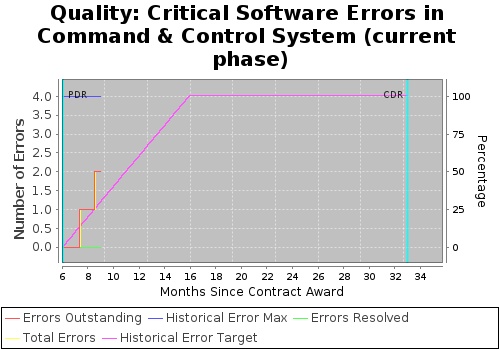 Quality: Critical Software Errors in
Command & Control System (current
phase)
PDR
CDR
4.0
3.5
3.0
2.5
2.0
1.5
1.0
0.5
0.0
Number of Errors
100
75
50
25
0
Percentage
6 8 10 12 14 16 18 20 22 24 26 28 30 32 34
Months Since Contract Award
Errors Outstanding Historical Error Max Errors Resolved
Total Errors Historical Error Target